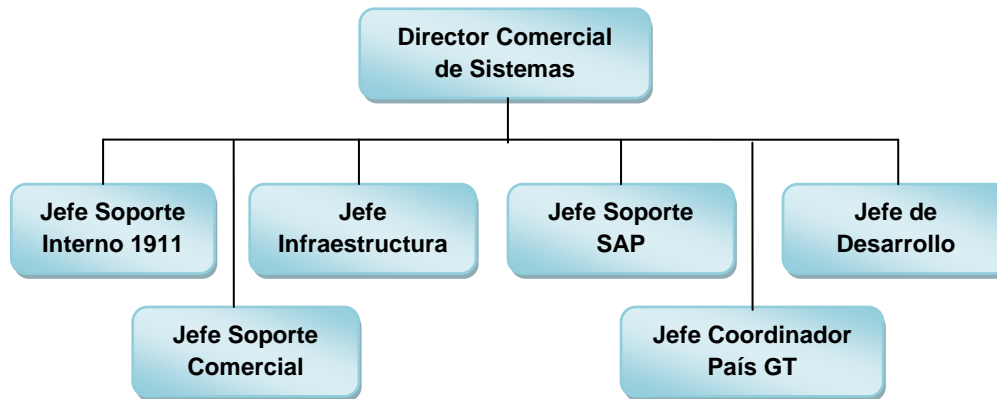 Director Comercial
de Sistemas
Jefe Soporte
Interno 1911
Jefe
Infraestructura
Jefe Soporte
SAP
Jefe de
Desarrollo
Jefe Soporte
Comercial
Jefe Coordinador
País GT